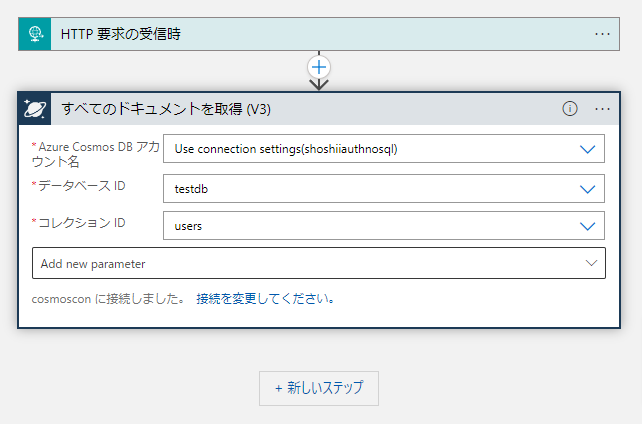 HTTP 要求の受信時
すべてのドキュメントを取得 (V3)
*Azure Cosmos DB アカ
ウント名
Use connection settings(shoshiiauthnosql)
*データベース ID
testdb
*コレクション ID
users
Add new parameter
cosmoscon に接続しました。 接続を変更してください。
+ 新しいステップ